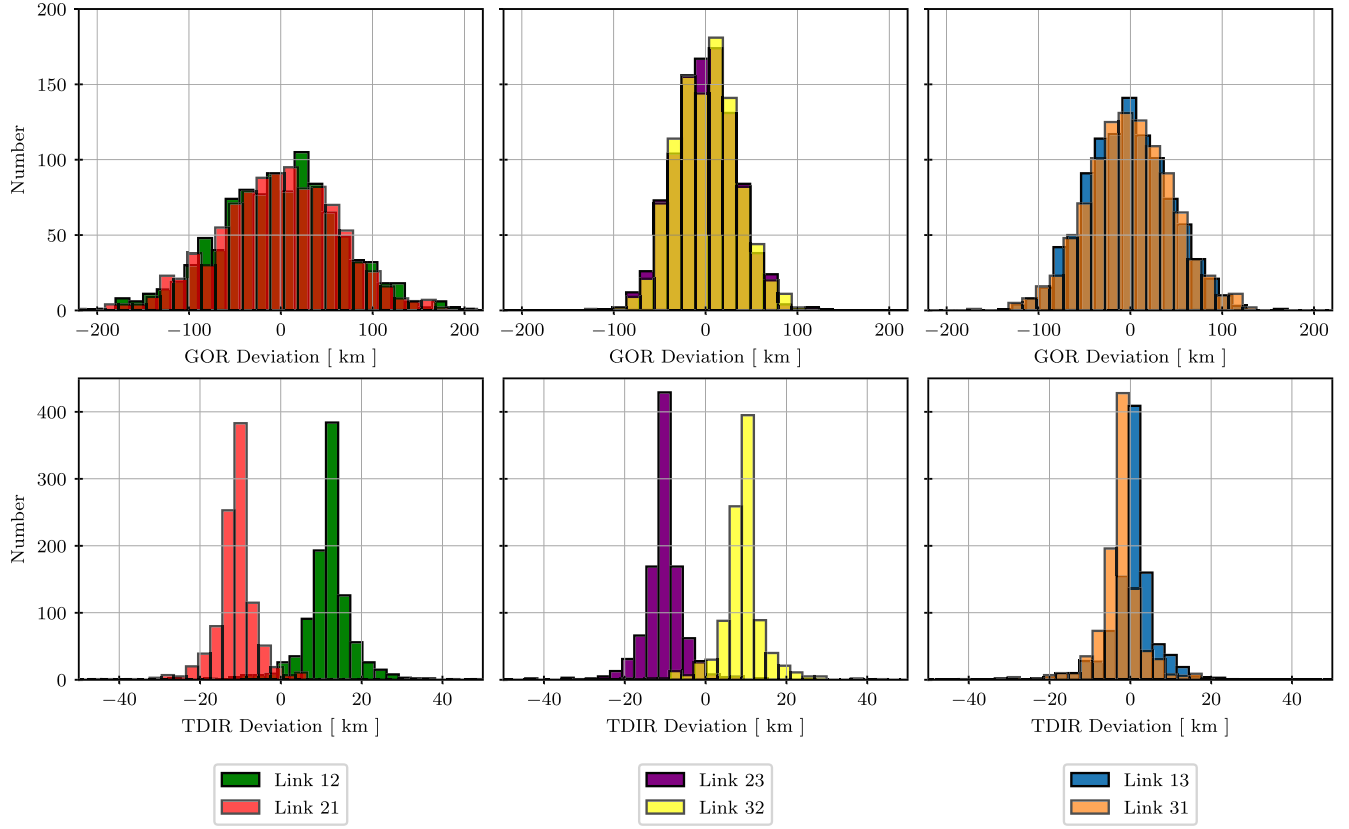 200
150
100
50
0
Number
−200 −100 0 100 200
GOR Deviation [ km ]
−200 −100 0 100 200
GOR Deviation [ km ]
−200 −100 0 100 200
GOR Deviation [ km ]
400
300
200
100
0
Number
−40 −20 0 20 40
TDIR Deviation [ km ]
−40 −20 0 20 40
TDIR Deviation [ km ]
−40 −20 0 20 40
TDIR Deviation [ km ]
Link 12
Link 21
Link 23
Link 32
Link 13
Link 31